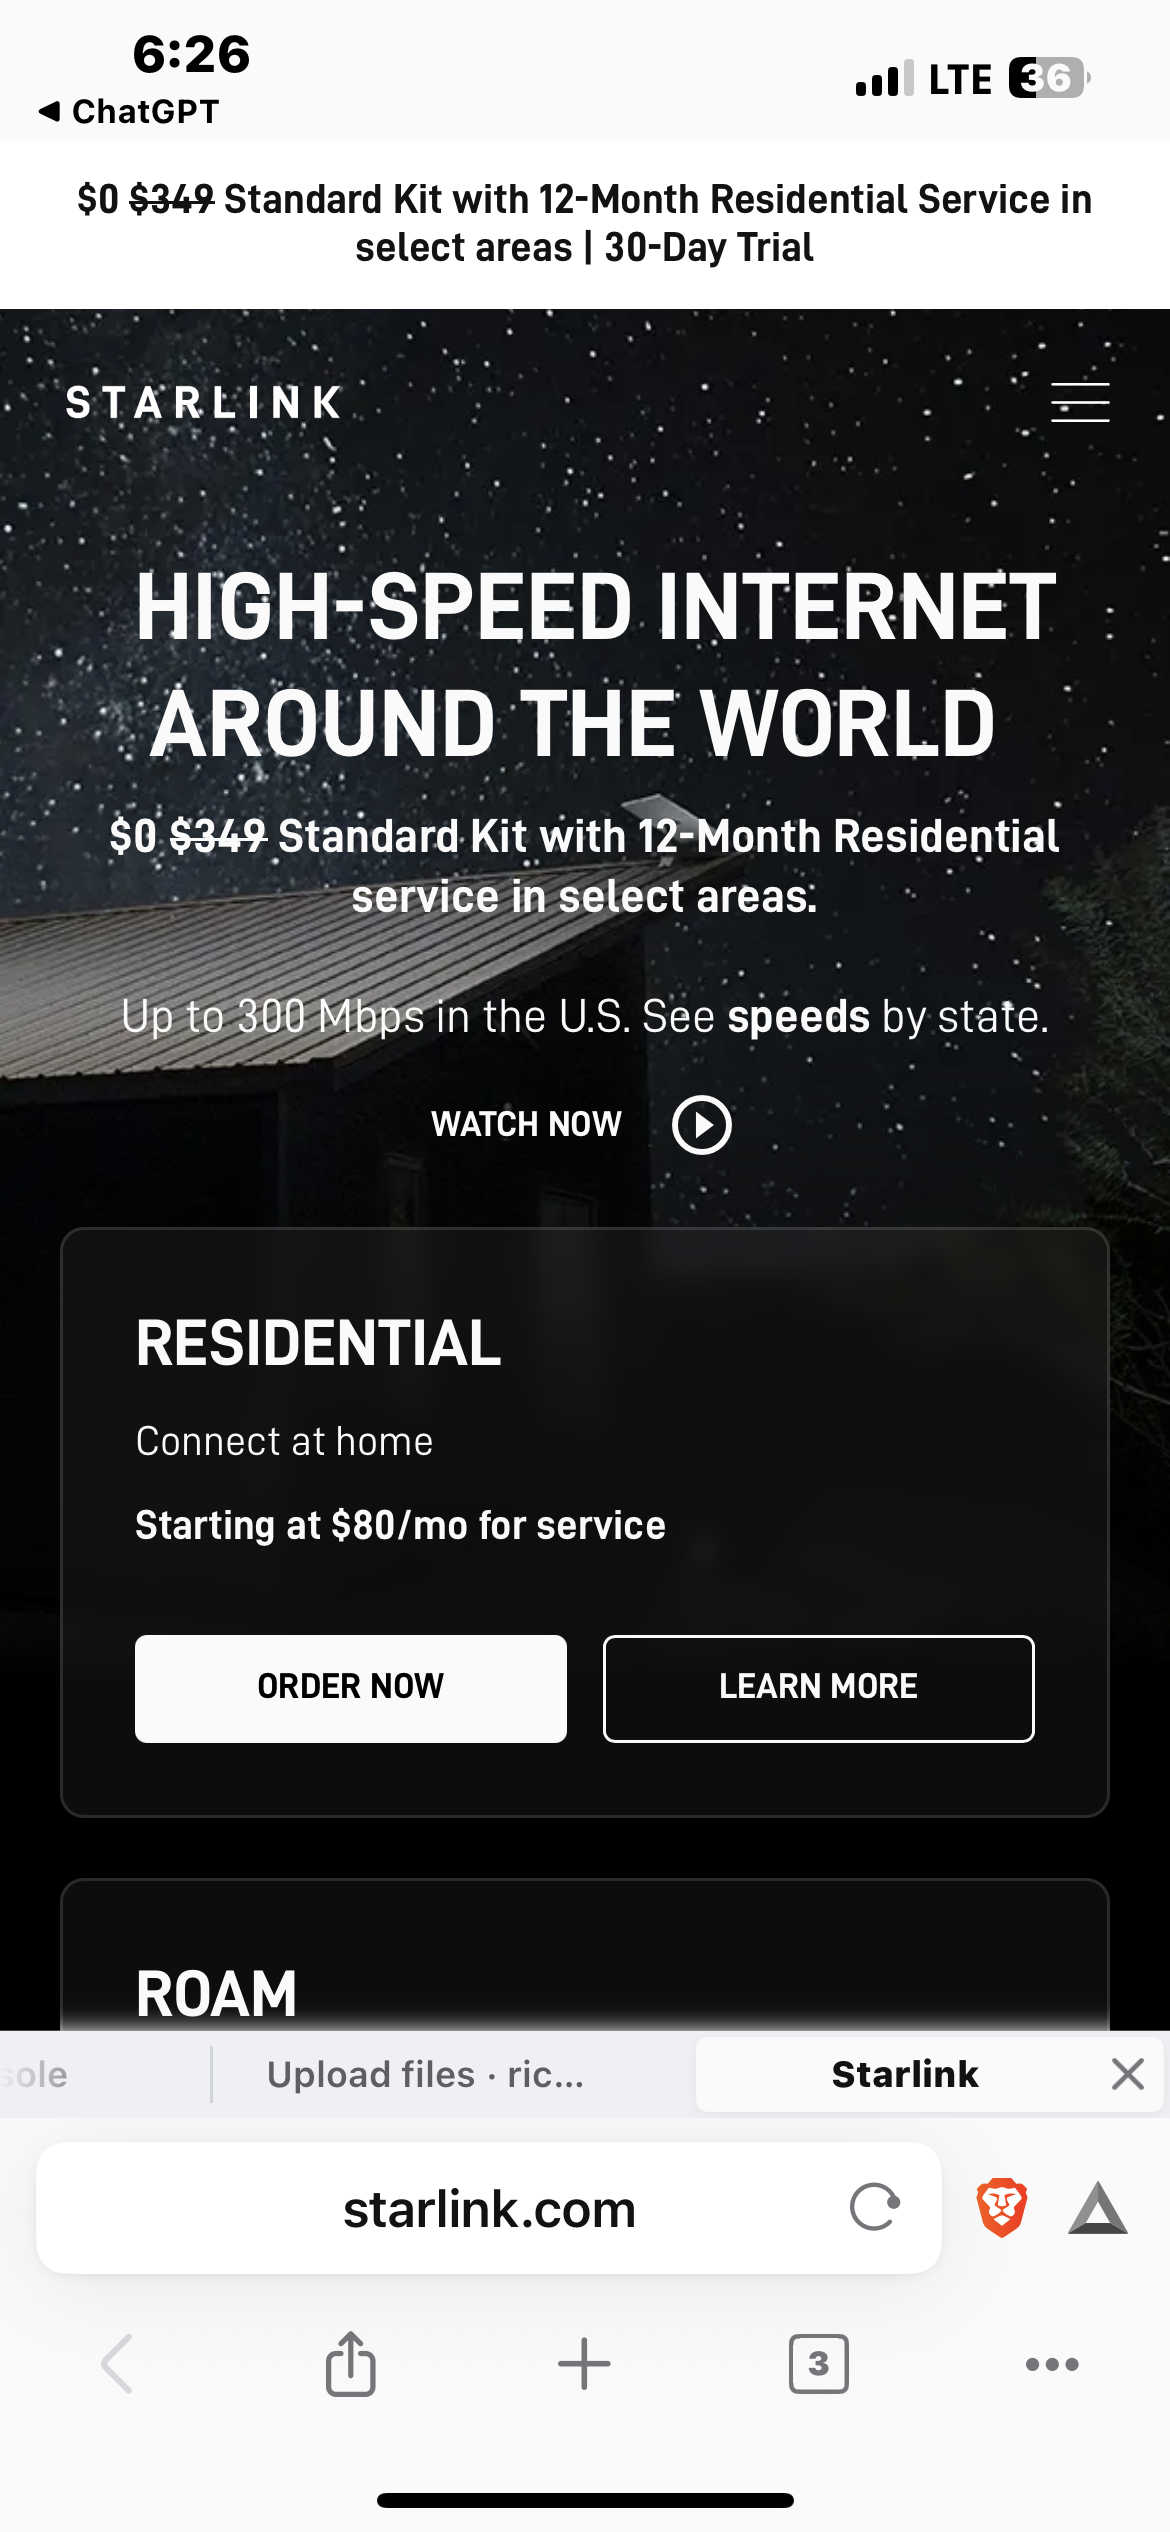 6:26
LTE
36
ChatGPT
$0 $349 Standard Kit with 12-Month Residential Service in
select areas | 30-Day Trial
STARLINK
HIGH-SPEED INTERNET
AROUND THE WORLD
$0 $349 Standard Kit with 12-Month Residential
service in select areas.
Up to 300 Mbps in the U.S. See speeds by state.
WATCH NOW
RESIDENTIAL
Connect at home
Starting at $80/mo for service
ORDER NOW
LEARN MORE
ROAM
sole
Upload files · ric...
Starlink
starlink.com
3